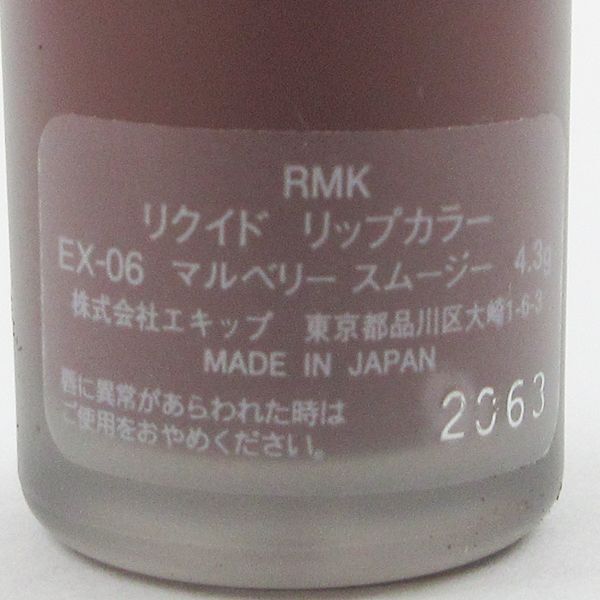 RMK
リクイド リップカラー
EX-06 マルベリー スムージー 4.3g
株式会社エキップ 東京都品川区大崎1-6-3
MADE IN JAPAN
唇に異常があらわれた時は
ご使用をおやめください。
2063